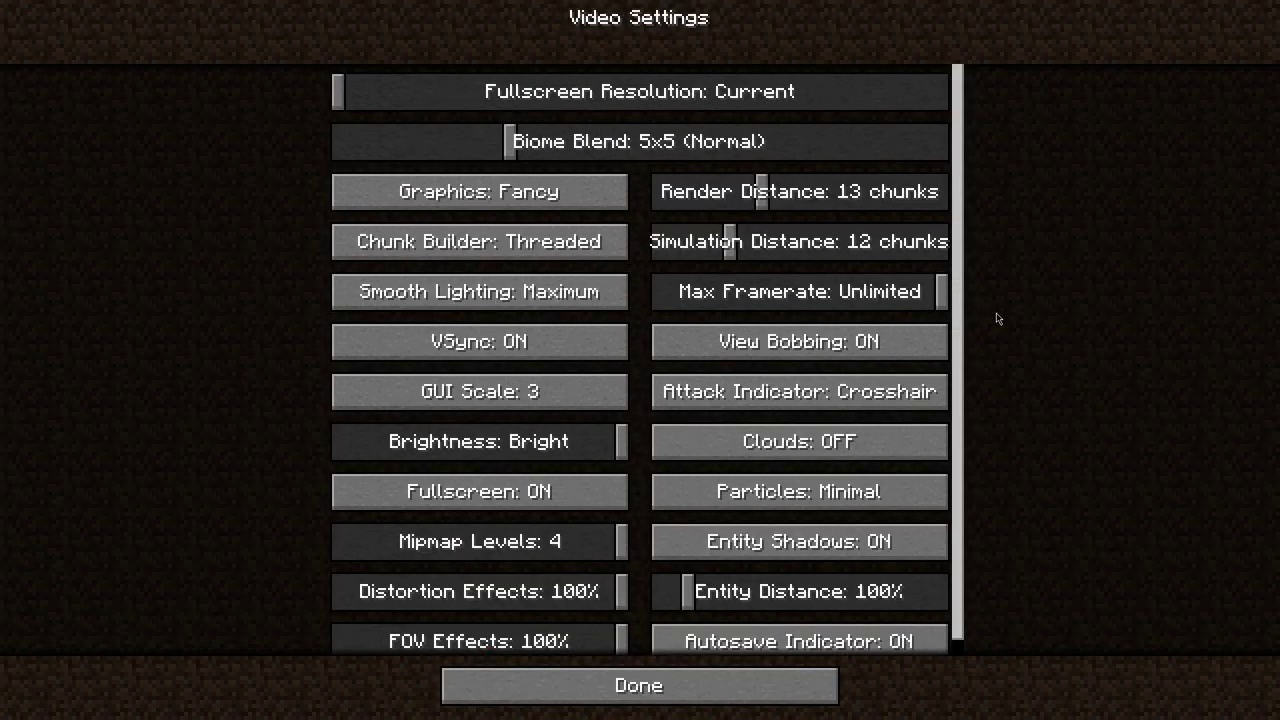 Video Settings
Fullscreen Resolution: Current
Biome Blend: 5x5 (Normal)
Graphics: Fancy
Render Distance: 13 chunks
Chunk Builder: Threaded
Simulation Distance: 12 chunks
Smooth Lighting: Maximum
Max Framerate: Unlimited
VSync: ON
View Bobbing: ON
GUI Scale: 3
Attack Indicator: Crosshair
Brightness: Bright
Clouds: OFF
Fullscreen: ON
Particles: Minimal
Mipmap Levels: 4
Entity Shadows: ON
Distortion Effects: 100%
Entity Distance: 100%
FOV Effects: 100%
Autosave Indicator: ON
Done